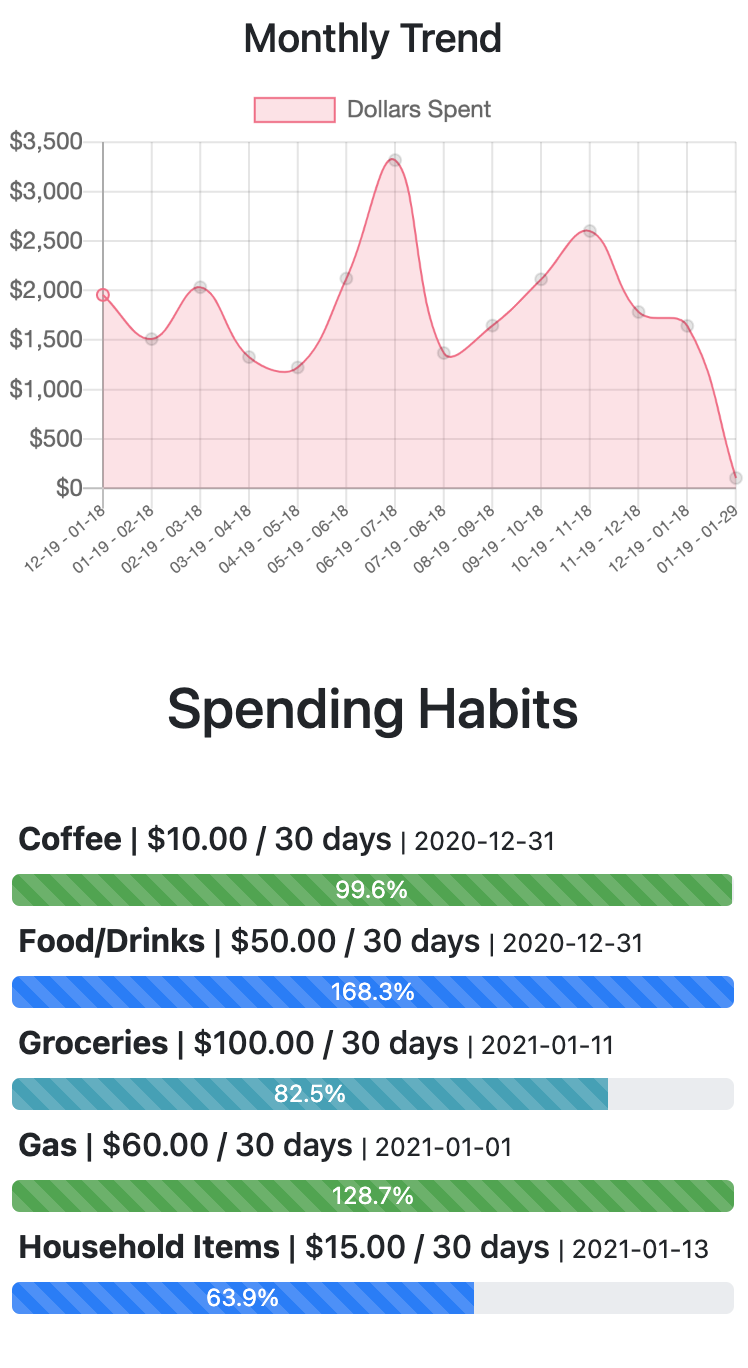 Monthly Trend
Dollars Spent
$3,500
$3,000
$2,500
$2,000
$1,500
$1,000
$500
$0
12-19 - 01-18
01-19 - 02-18
02-19 - 03-18
03-19 - 04-18
04-19 - 05-18
05-19 - 06-18
06-19 - 07-18
07-19 - 08-18
08-19 - 09-18
09-19 - 10-18
10-19 - 11-18
11-19 - 12-18
12-19 - 01-18
01-19 - 01-29
Spending Habits
Coffee | $10.00 / 30 days | 2020-12-31
99.6%
Food/Drinks | $50.00 / 30 days | 2020-12-31
168.3%
Groceries | $100.00 / 30 days | 2021-01-11
82.5%
Gas | $60.00 / 30 days | 2021-01-01
128.7%
Household Items | $15.00 / 30 days | 2021-01-13
63.9%